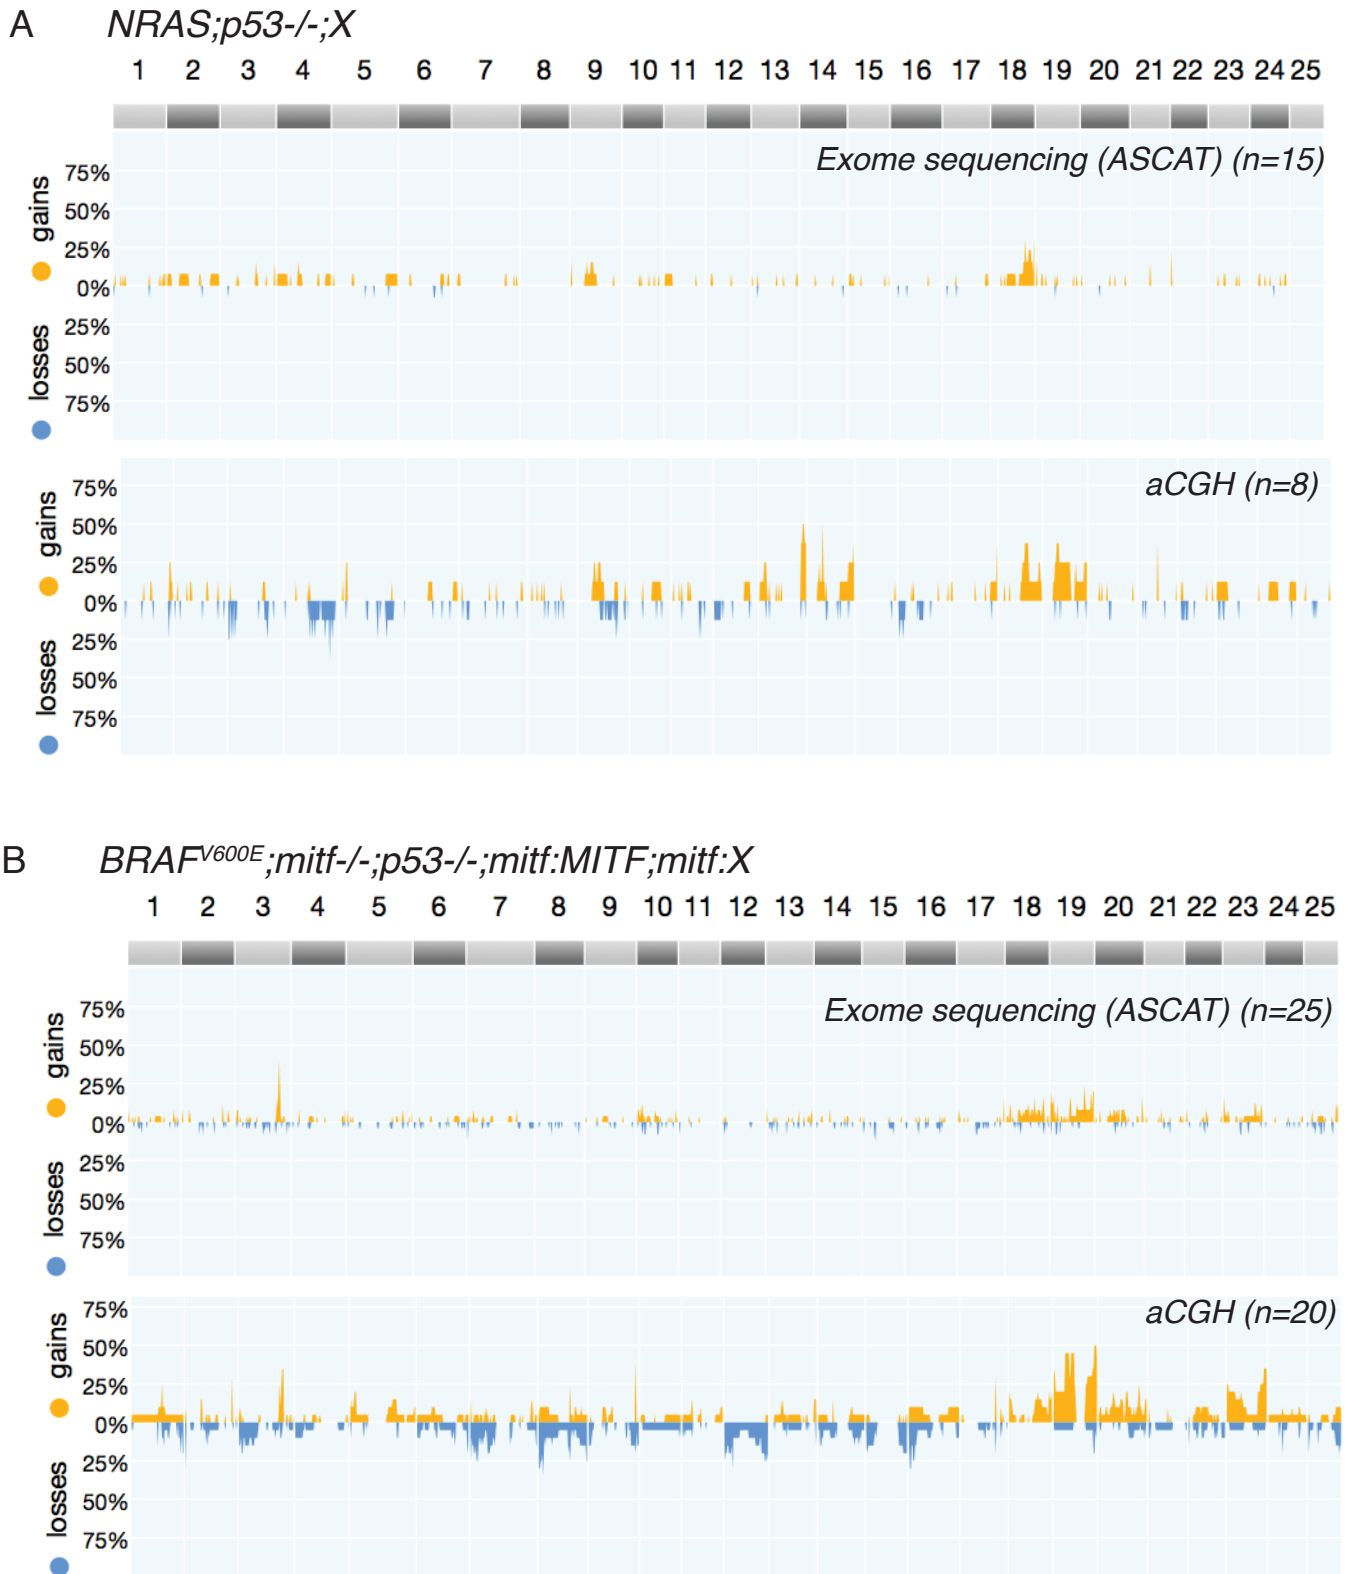 A NRAS;p53-/-;X
1 2 3 4 5 6 7 8 9 10 11 12 13 14 15 16 17 18 19 20 21 22 23 24 25
Exome sequencing (ASCAT) (n=15)
gains
losses
75%
50%
25%
0%
25%
50%
75%
aCGH (n=8)
gains
losses
75%
50%
25%
0%
25%
50%
75%
B BRAFV600E;mitf-/-;p53-/-;mitf:MITF;mitf:X
1 2 3 4 5 6 7 8 9 10 11 12 13 14 15 16 17 18 19 20 21 22 23 24 25
Exome sequencing (ASCAT) (n=25)
gains
losses
75%
50%
25%
0%
25%
50%
75%
aCGH (n=20)
gains
losses
75%
50%
25%
0%
25%
50%
75%